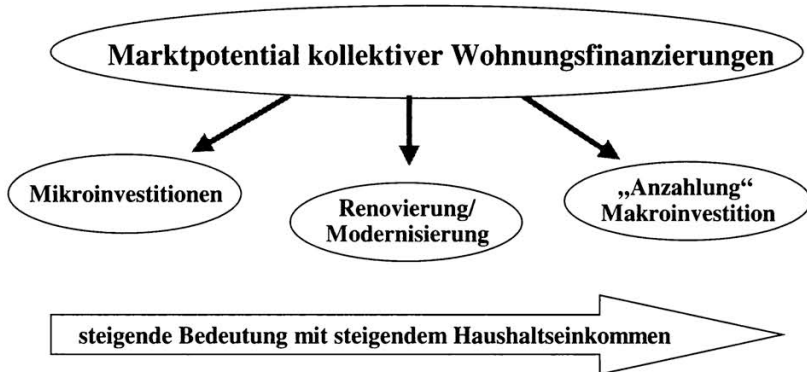 Marktpotential kollektiver Wohnungsfinanzierungen
Mikroinvestitionen
Renovierung/
Modernisierung
„Anzahlung“
Makroinvestition
steigende Bedeutung mit steigendem Haushaltseinkommen